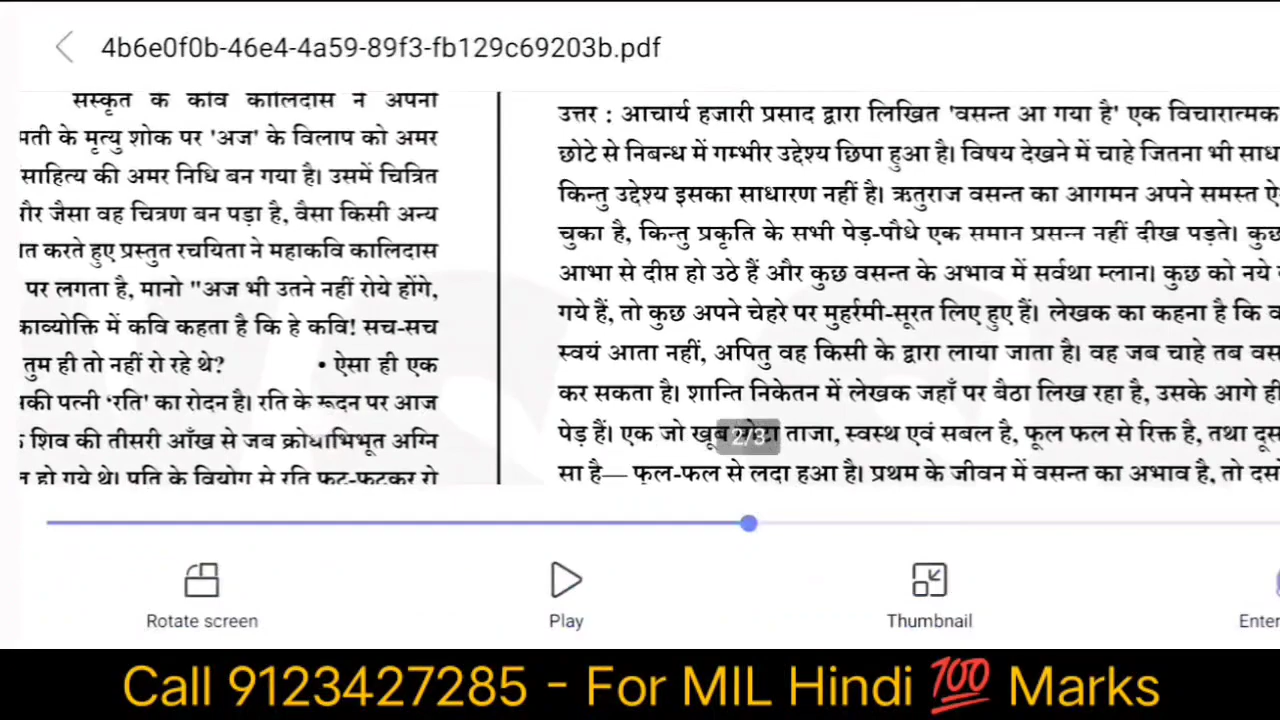 4b6e0f0b-46e4-4a59-89f3-fb129c69203b.pdf
संस्कृत के कवि कालिदास ने अपनी
के मृत्यु शोक पर 'अज' के विलाप को अमर
साहित्य की अमर निधि बन गया है। उसमें चित्रित
और जैसा वह चित्रण बन पड़ा है, वैसा किसी अन्य
करते हुए प्रस्तुत रचयिता ने महाकवि कालिदास
पर लगता है, मानो "अज भी उतने नहीं रोये होंगे,
काव्योक्ति में कवि कहता है कि हे कवि! सच-सच
तुम ही तो नहीं रो रहे थे? • ऐसा ही एक
पत्नी 'रति' का रोदन है। रति के रूदन पर आज
शिव की तीसरी आँख से जब क्रोधाभिभूत अग्नि
हो गये थे। पति के वियोग से रति फूट-फूटकर रो
उत्तर : आचार्य हजारी प्रसाद द्वारा लिखित 'वसन्त आ गया है' एक विचारात्मक
छोटे से निबन्ध में गम्भीर उद्देश्य छिपा हुआ है। विषय देखने में चाहे जितना भी
किन्तु उद्देश्य इसका साधारण नहीं है। ऋतुराज वसन्त का आगमन अपने समस्त
चुका है, किन्तु प्रकृति के सभी पेड़-पौधे एक समान प्रसन्न नहीं दीख पड़ते। कुछ
आभा से दीप्त हो उठे हैं और कुछ वसन्त के अभाव में सर्वथा म्लान। कुछ को नये
गये हैं, तो कुछ अपने चेहरे पर मुहर्रमी-सूरत लिए हुए हैं। लेखक का कहना है कि
स्वयं आता नहीं, अपितु वह किसी के द्वारा लाया जाता है। वह जब चाहे तब
कर सकता है। शान्ति निकेतन में लेखक जहाँ पर बैठा लिख रहा है, उसके आगे ही
पेड़ हैं। एक जो खूब ताजा, स्वस्थ एवं सबल है, फूल फल से रिक्त है, तथा
सा है— फूल-फल से लदा हुआ है। प्रथम के जीवन में वसन्त का अभाव है, तो
2/3
Rotate screen
Play
Thumbnail
Enter
Call 9123427285 - For MIL Hindi 💯 Marks